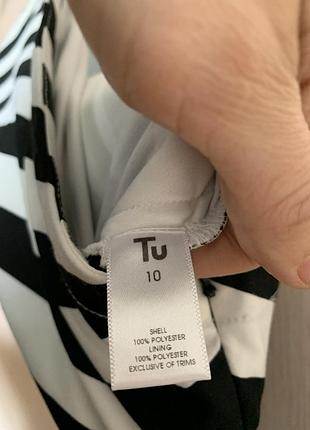 Tu
10
SHELL
100% POLYESTER
LINING
100% POLYESTER
EXCLUSIVE OF TRIMS